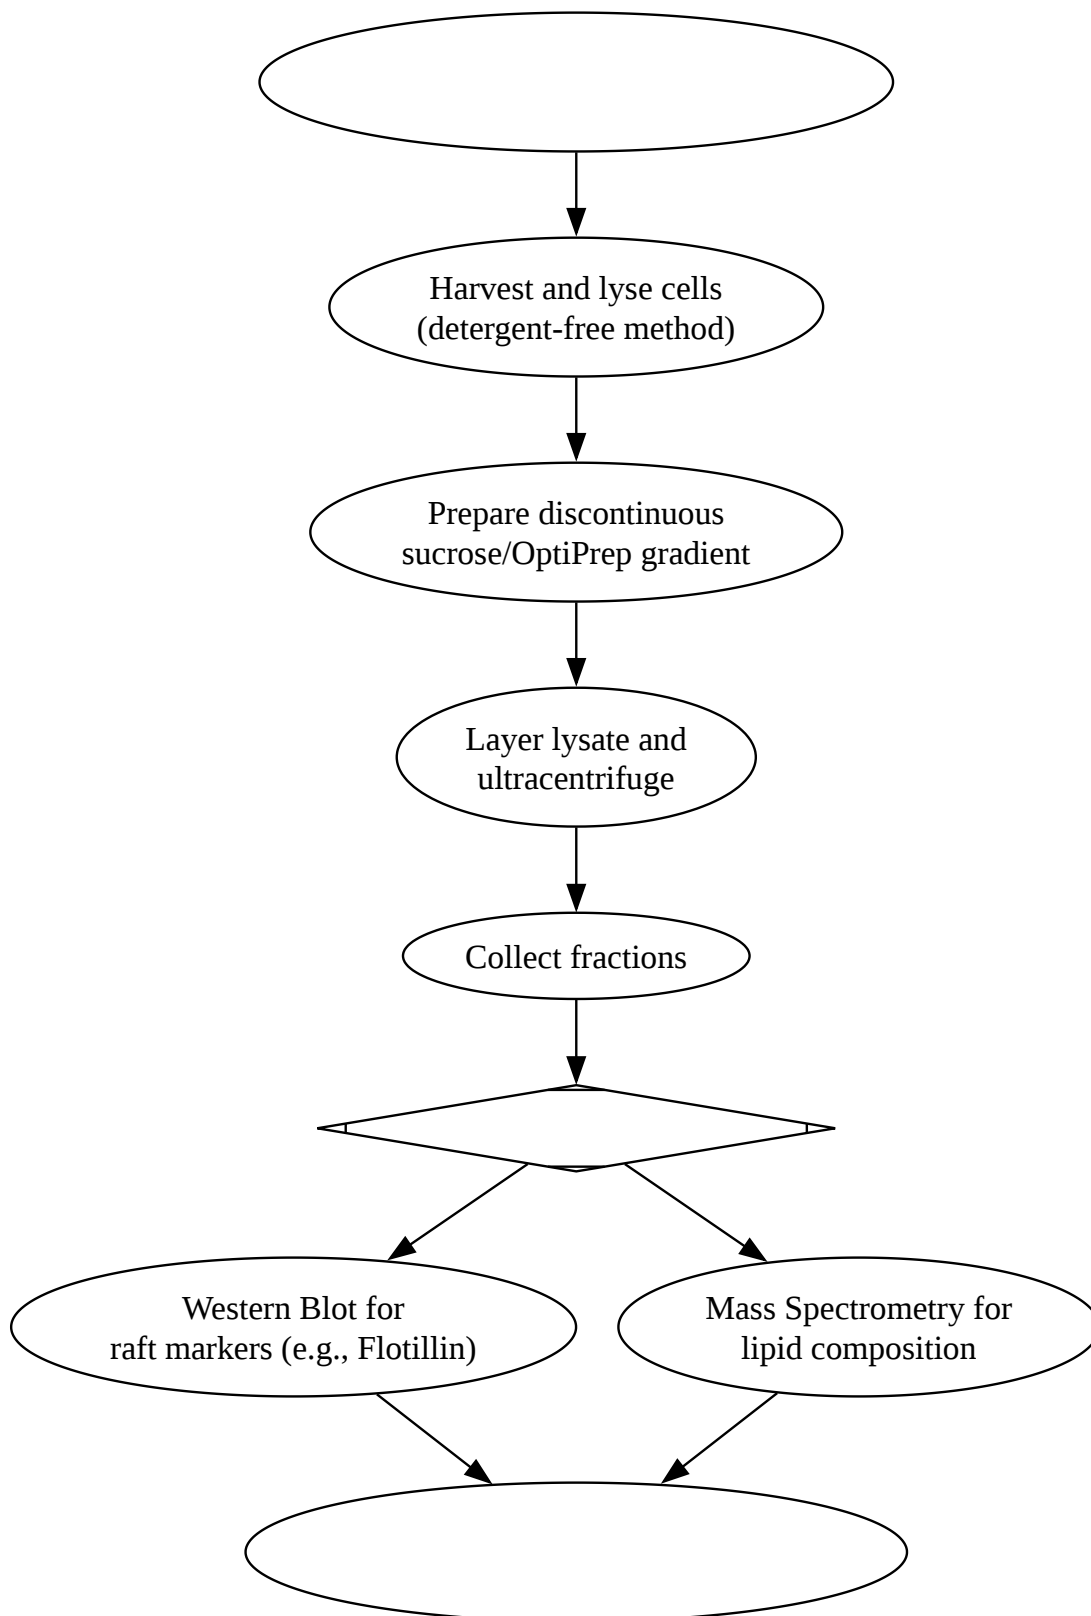 Harvest and lyse cells
(detergent-free method)
Prepare discontinuous
sucrose/OptiPrep gradient
Layer lysate and
ultracentrifuge
Collect fractions
Western Blot for
raft markers (e.g., Flotillin)
Mass Spectrometry for
lipid composition